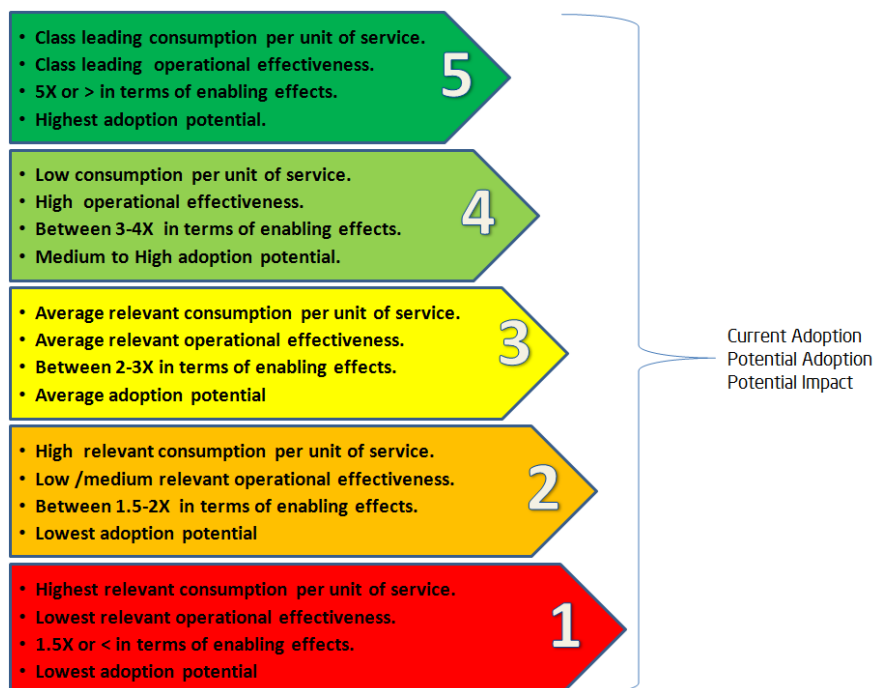 • Class leading consumption per unit of service.
• Class leading operational effectiveness.
• 5X or > in terms of enabling effects.
• Highest adoption potential.
5
• Low consumption per unit of service.
• High operational effectiveness.
• Between 3-4X in terms of enabling effects.
• Medium to High adoption potential.
4
• Average relevant consumption per unit of service.
• Average relevant operational effectiveness.
• Between 2-3X in terms of enabling effects.
• Average adoption potential
3
• High relevant consumption per unit of service.
• Low /medium relevant operational effectiveness.
• Between 1.5-2X in terms of enabling effects.
• Lowest adoption potential
2
• Highest relevant consumption per unit of service.
• Lowest relevant operational effectiveness.
• 1.5X or < in terms of enabling effects.
• Lowest adoption potential
1
Current Adoption
Potential Adoption
Potential Impact